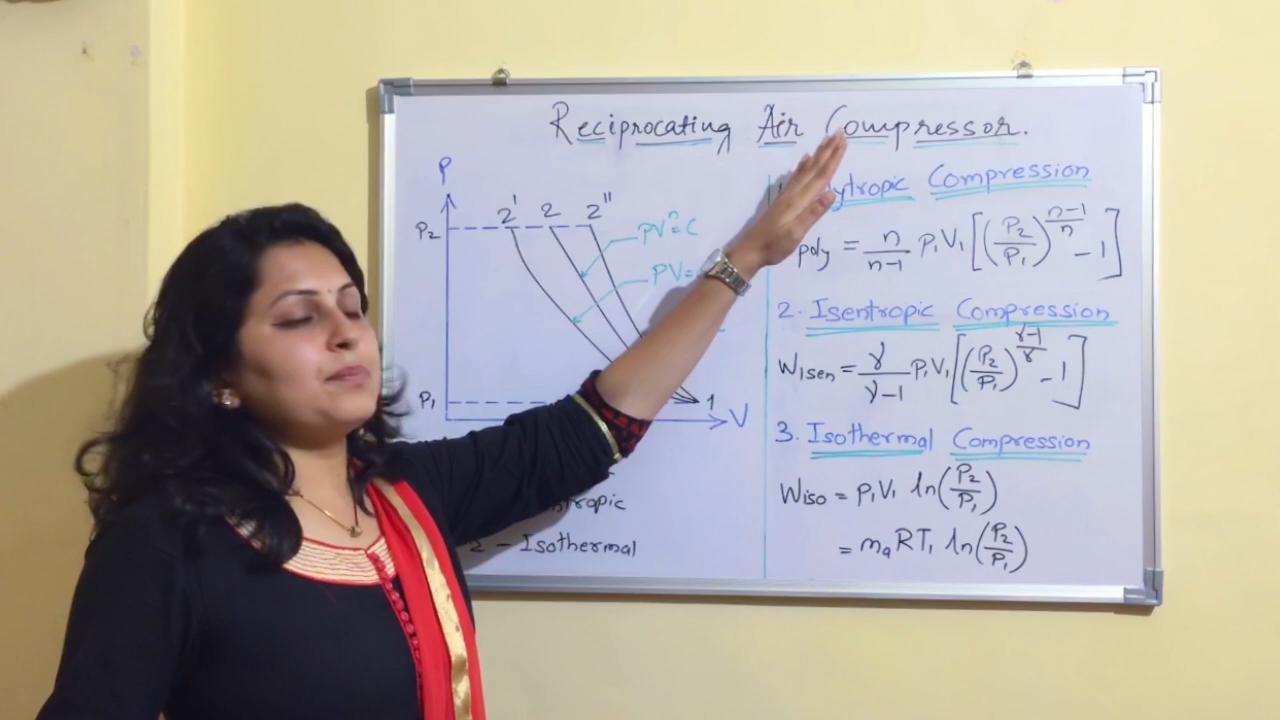 Reciprocating Air Compressor.
P
P₂ 2' 2 2"
PVⁿ=C
PV=
P₁ 1 V
2 - Isothermal
Compression
poly = n/(n-1) P₁V₁ [(P₂/P₁)^((n-1)/n) - 1]
2. Isentropic Compression
Wisen = γ/(γ-1) P₁V₁ [(P₂/P₁)^((γ-1)/γ) - 1]
3. Isothermal Compression
Wiso = P₁V₁ ln(P₂/P₁)
= mₐRT₁ ln(P₂/P₁)